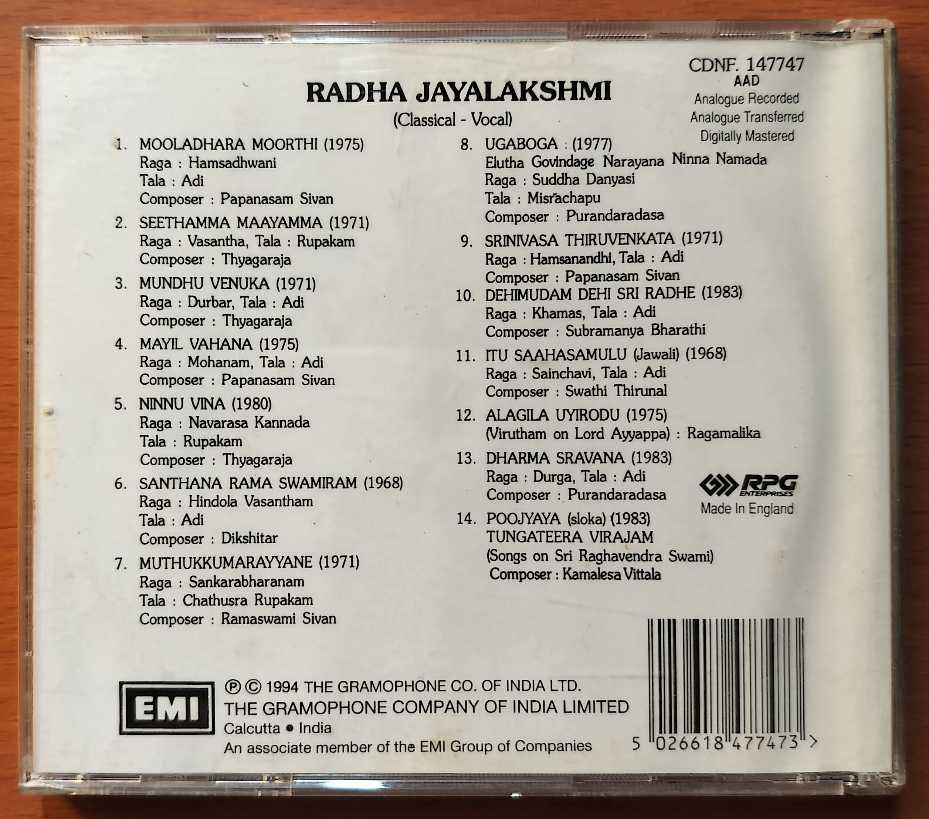 RADHA JAYALAKSHMI
(Classical - Vocal)
CDNF. 147747
AAD
Analogue Recorded
Analogue Transferred
Digitally Mastered
1. MOOLADHARA MOORTHI (1975)
Raga : Hamsadhwani
Tala : Adi
Composer : Papanasam Sivan
2. SEETHAMMA MAAYAMMA (1971)
Raga : Vasantha, Tala : Rupakam
Composer : Thyagaraja
3. MUNDHU VENUKA (1971)
Raga : Durbar, Tala : Adi
Composer : Thyagaraja
4. MAYIL VAHANA (1975)
Raga : Mohanam, Tala : Adi
Composer : Papanasam Sivan
5. NINNU VINA (1980)
Raga : Navarasa Kannada
Tala : Rupakam
Composer : Thyagaraja
6. SANTHANA RAMA SWAMIRAM (1968)
Raga : Hindola Vasantham
Tala : Adi
Composer : Dikshitar
7. MUTHUKKUMARAYYANE (1971)
Raga : Sankarabharanam
Tala : Chathusra Rupakam
Composer : Ramaswami Sivan
8. UGABOGA : (1977)
Elutha Govindage Narayana Ninna Namada
Raga : Suddha Danyasi
Tala : Misrachapu
Composer : Purandaradasa
9. SRINIVASA THIRUVENKATA (1971)
Raga : Hamsanandhi, Tala : Adi
Composer : Papanasam Sivan
10. DEHIMUDAM DEHI SRI RADHE (1983)
Raga : Khamas, Tala : Adi
Composer : Subramanya Bharathi
11. ITU SAAHASAMULU (Jawali) (1968)
Raga : Sainchavi, Tala : Adi
Composer : Swathi Thirunal
12. ALAGILA UYIRODU (1975)
(Virutham on Lord Ayyappa) : Ragamalika
13. DHARMA SRAVANA (1983)
Raga : Durga, Tala : Adi
Composer : Purandaradasa
14. POOJYAYA (sloka) (1983)
TUNGATEERA VIRAJAM
(Songs on Sri Raghavendra Swami)
Composer : Kamalesa Vittala
RPG
ENTERPRISES
Made in England
EMI
Ⓟ © 1994 THE GRAMOPHONE CO. OF INDIA LTD.
THE GRAMOPHONE COMPANY OF INDIA LIMITED
Calcutta • India
An associate member of the EMI Group of Companies
5 026618 477473 >